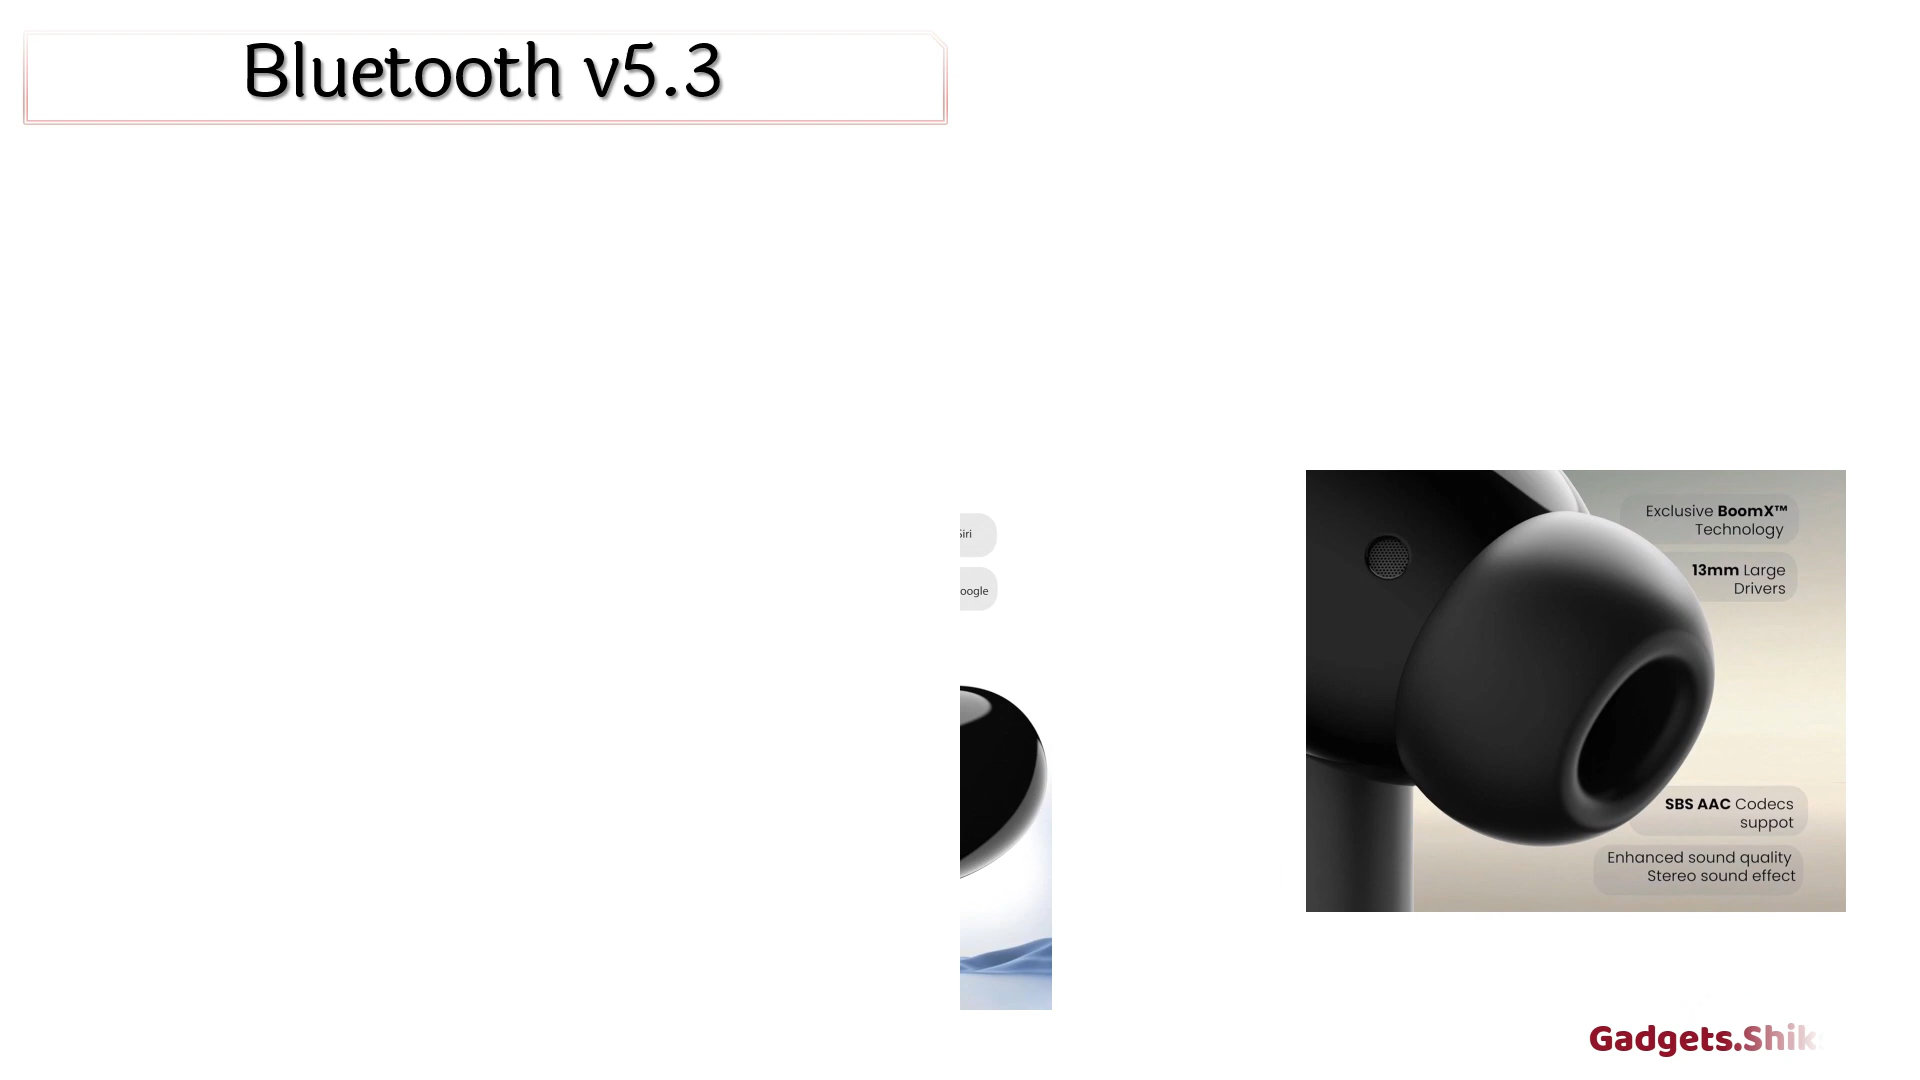 Bluetooth v5.3
Siri
oogle
Exclusive BoomX™
Technology
13mm Large
Drivers
SBS AAC Codecs
suppot
Enhanced sound quality
Stereo sound effect
Gadgets.Shik